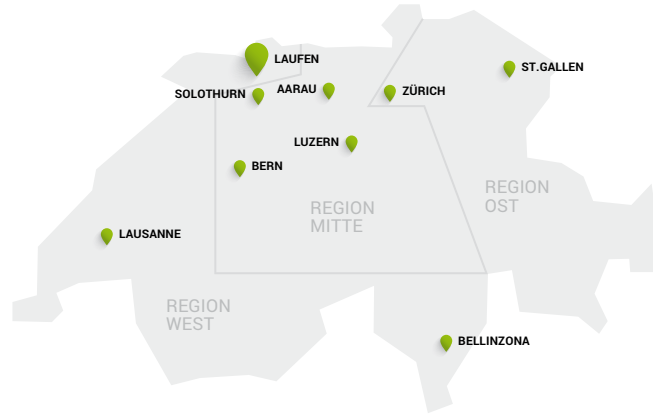 LAUFEN
ST.GALLEN
SOLOTHURN
AARAU
ZÜRICH
LUZERN
BERN
REGION
OST
REGION
MITTE
LAUSANNE
REGION
WEST
BELLINZONA